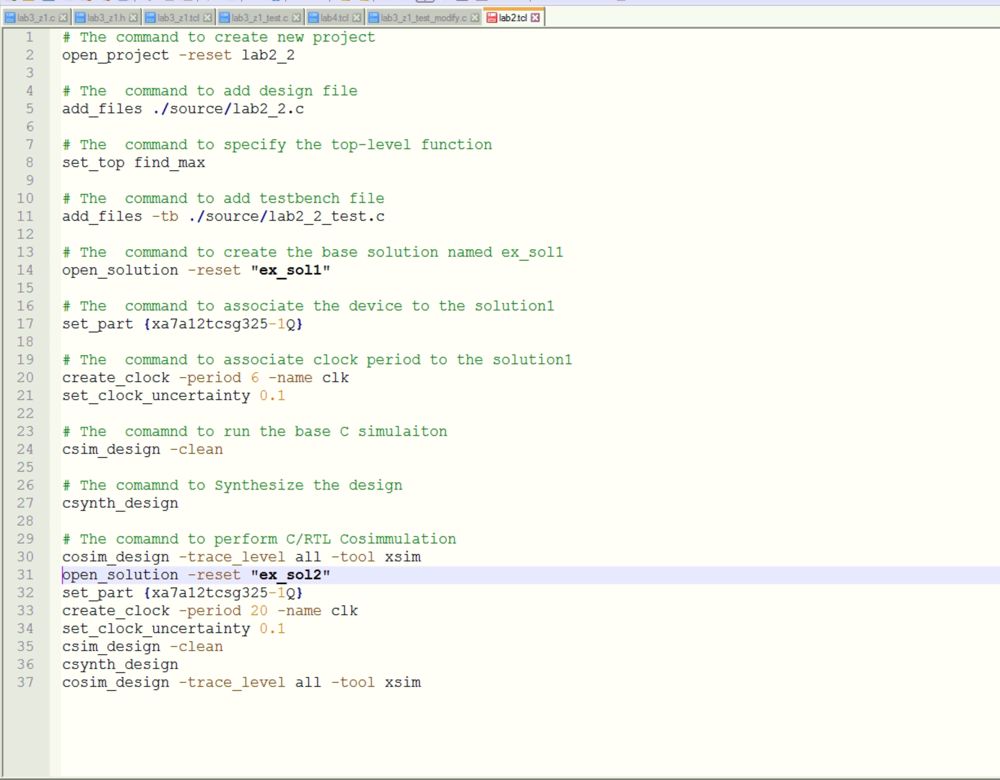 lab3_z1.c lab3_z1.h lab3_z1.tcl lab3_z1_test.c lab4.tcl lab3_z1_test_modify.c lab2.tcl
1 # The command to create new project
2 open_project -reset lab2_2
3
4 # The  command to add design file
5 add_files ./source/lab2_2.c
6
7 # The  command to specify the top-level function
8 set_top find_max
9
10 # The  command to add testbench file
11 add_files -tb ./source/lab2_2_test.c
12
13 # The  command to create the base solution named ex_sol1
14 open_solution -reset "ex_sol1"
15
16 # The  command to associate the device to the solution1
17 set_part {xa7a12tcsg325-1Q}
18
19 # The  command to associate clock period to the solution1
20 create_clock -period 6 -name clk
21 set_clock_uncertainty 0.1
22
23 # The  comamnd to run the base C simulaiton
24 csim_design -clean
25
26 # The comamnd to Synthesize the design
27 csynth_design
28
29 # The comamnd to perform C/RTL Cosimmulation
30 cosim_design -trace_level all -tool xsim
31 open_solution -reset "ex_sol2"
32 set_part {xa7a12tcsg325-1Q}
33 create_clock -period 20 -name clk
34 set_clock_uncertainty 0.1
35 csim_design -clean
36 csynth_design
37 cosim_design -trace_level all -tool xsim